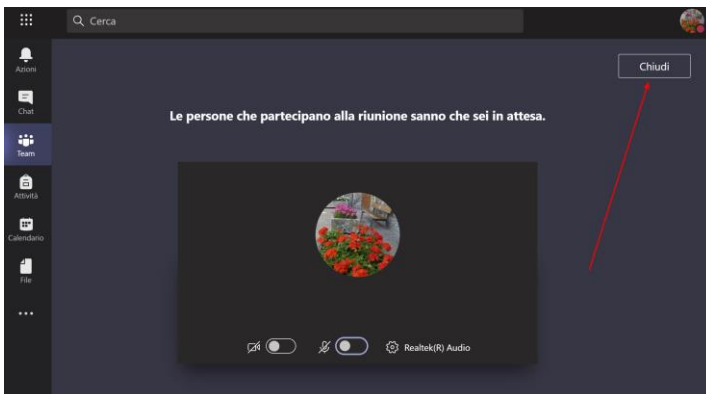 Cerca
Azioni
Chat
Team
Attività
Calendario
File
Chiudi
Le persone che partecipano alla riunione sanno che sei in attesa.
Realtek(R) Audio